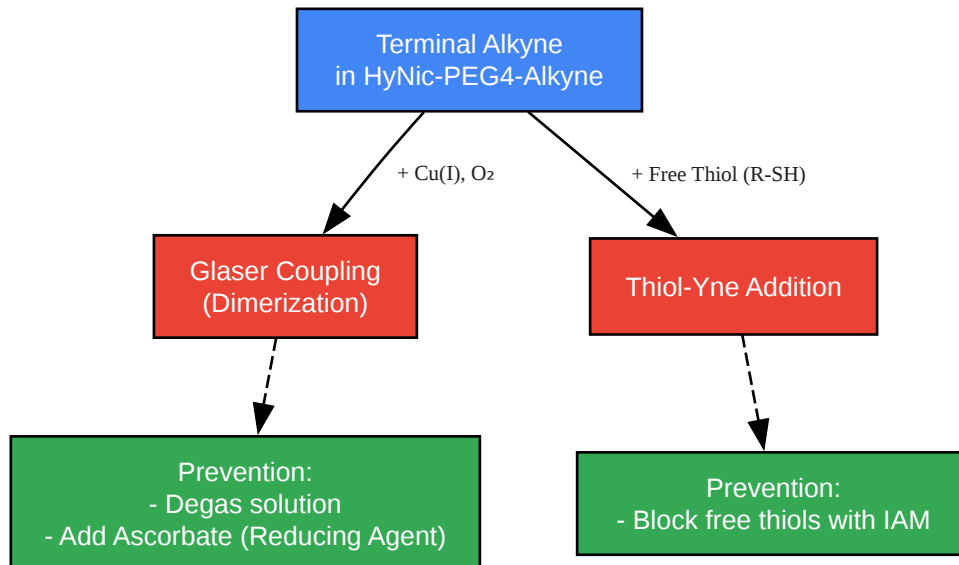 Terminal Alkyne
in HyNic-PEG4-Alkyne
+ Cu(I), O₂
+ Free Thiol (R-SH)
Glaser Coupling
(Dimerization)
Thiol-Yne Addition
Prevention:
- Degas solution
- Add Ascorbate (Reducing Agent)
Prevention:
- Block free thiols with IAM